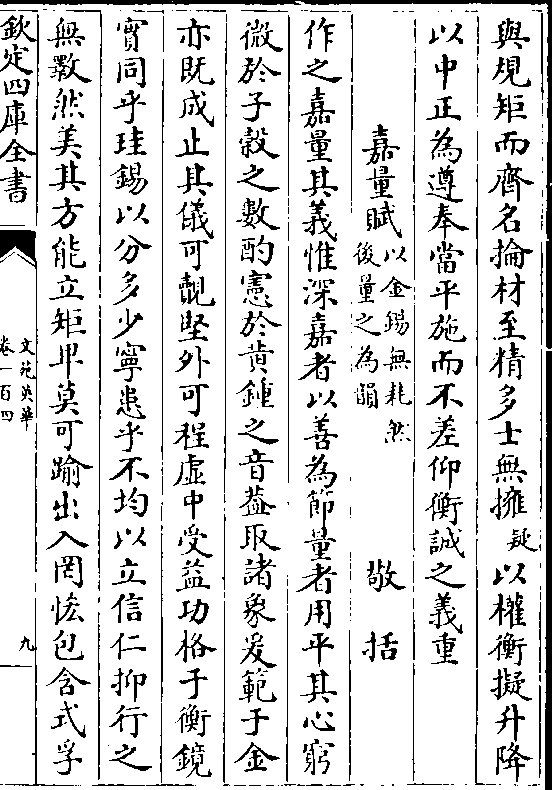 與規矩而齊名掄材至精多士無擁疑以權衡擬升降
以中正為遵奉當平施而不差仰衡誠之義重
嘉量賦以金錫無耗然後量之為韻 敬括
作之嘉量其義惟深嘉者以善為節量者用平其心窮
微於子穀之數酌憲於黃鍾之音葢取諸象爰範于金
亦既成止其儀可覿堅外可程虛中受益功格于衡鏡
實同乎珪錫以分多少寧患乎不均以立信仁抑行之
無斁然美其方能立矩卑莫可踰出入罔忒包含式孚
欽定四庫全書
文苑英華
卷一百四
九